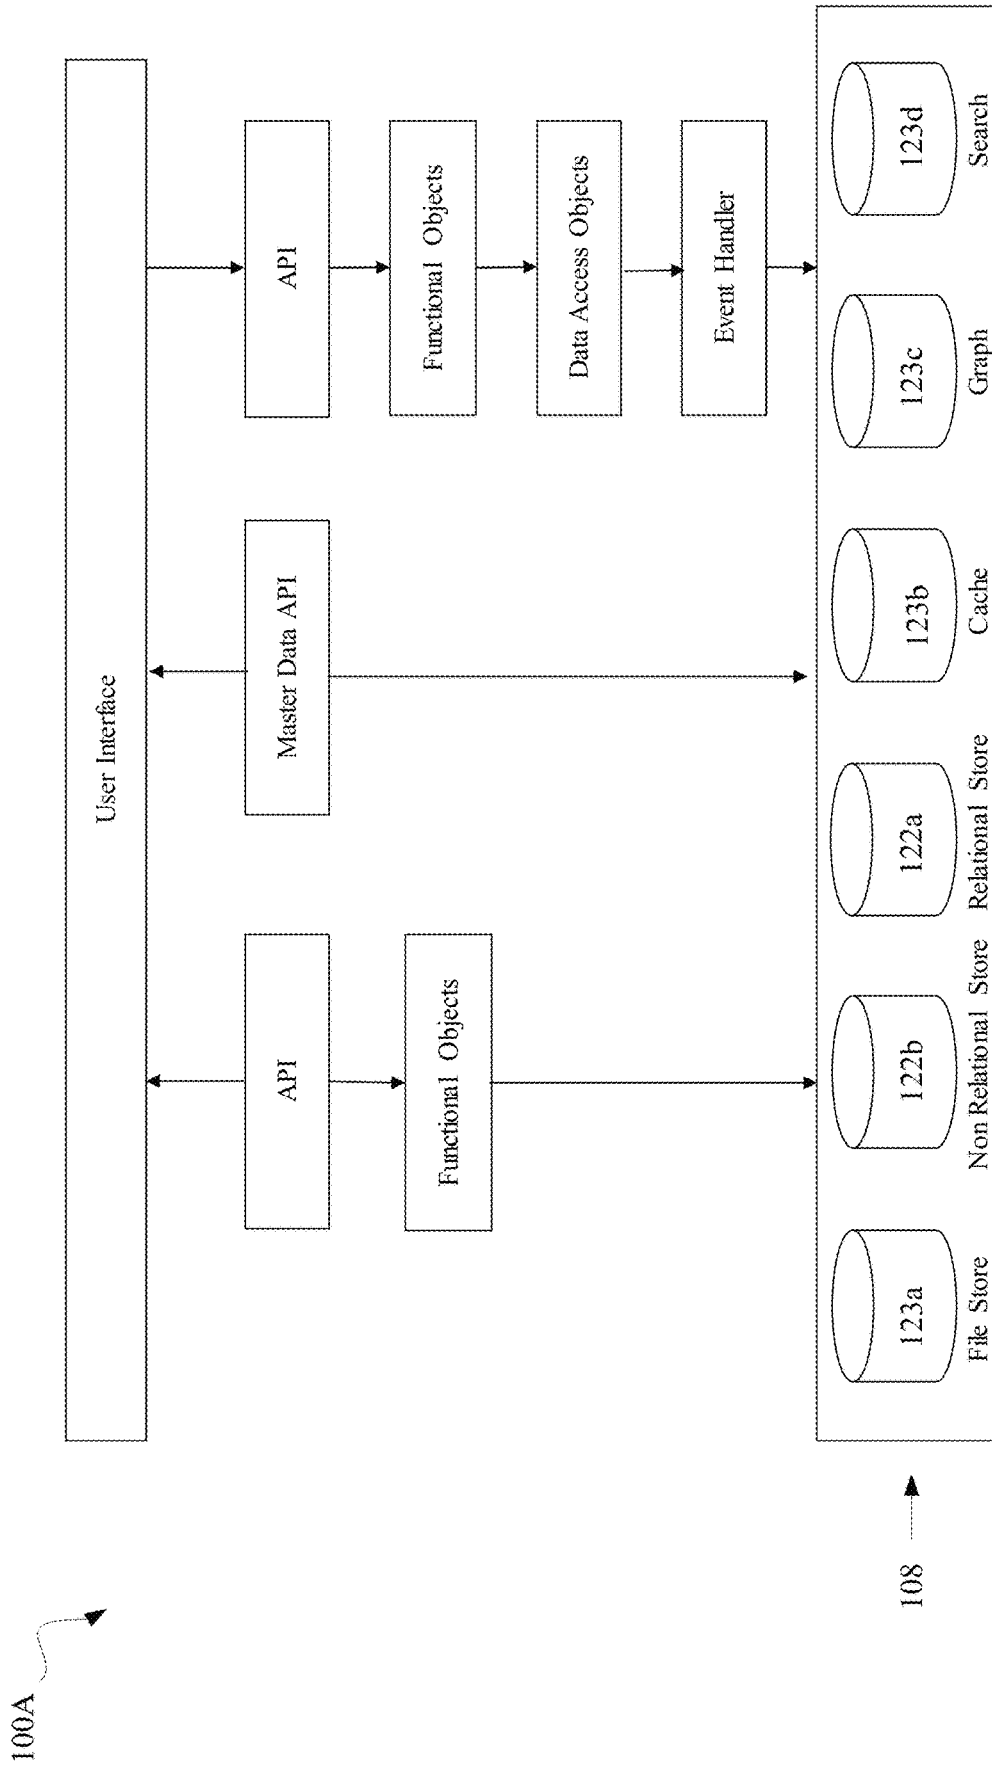 100A
User Interface
API
Master Data API
API
Functional Objects
Functional Objects
Data Access Objects
Event Handler
108
123a
122b
122a
123b
123c
123d
File Store
Non Relational Store
Relational Store
Cache
Graph
Search